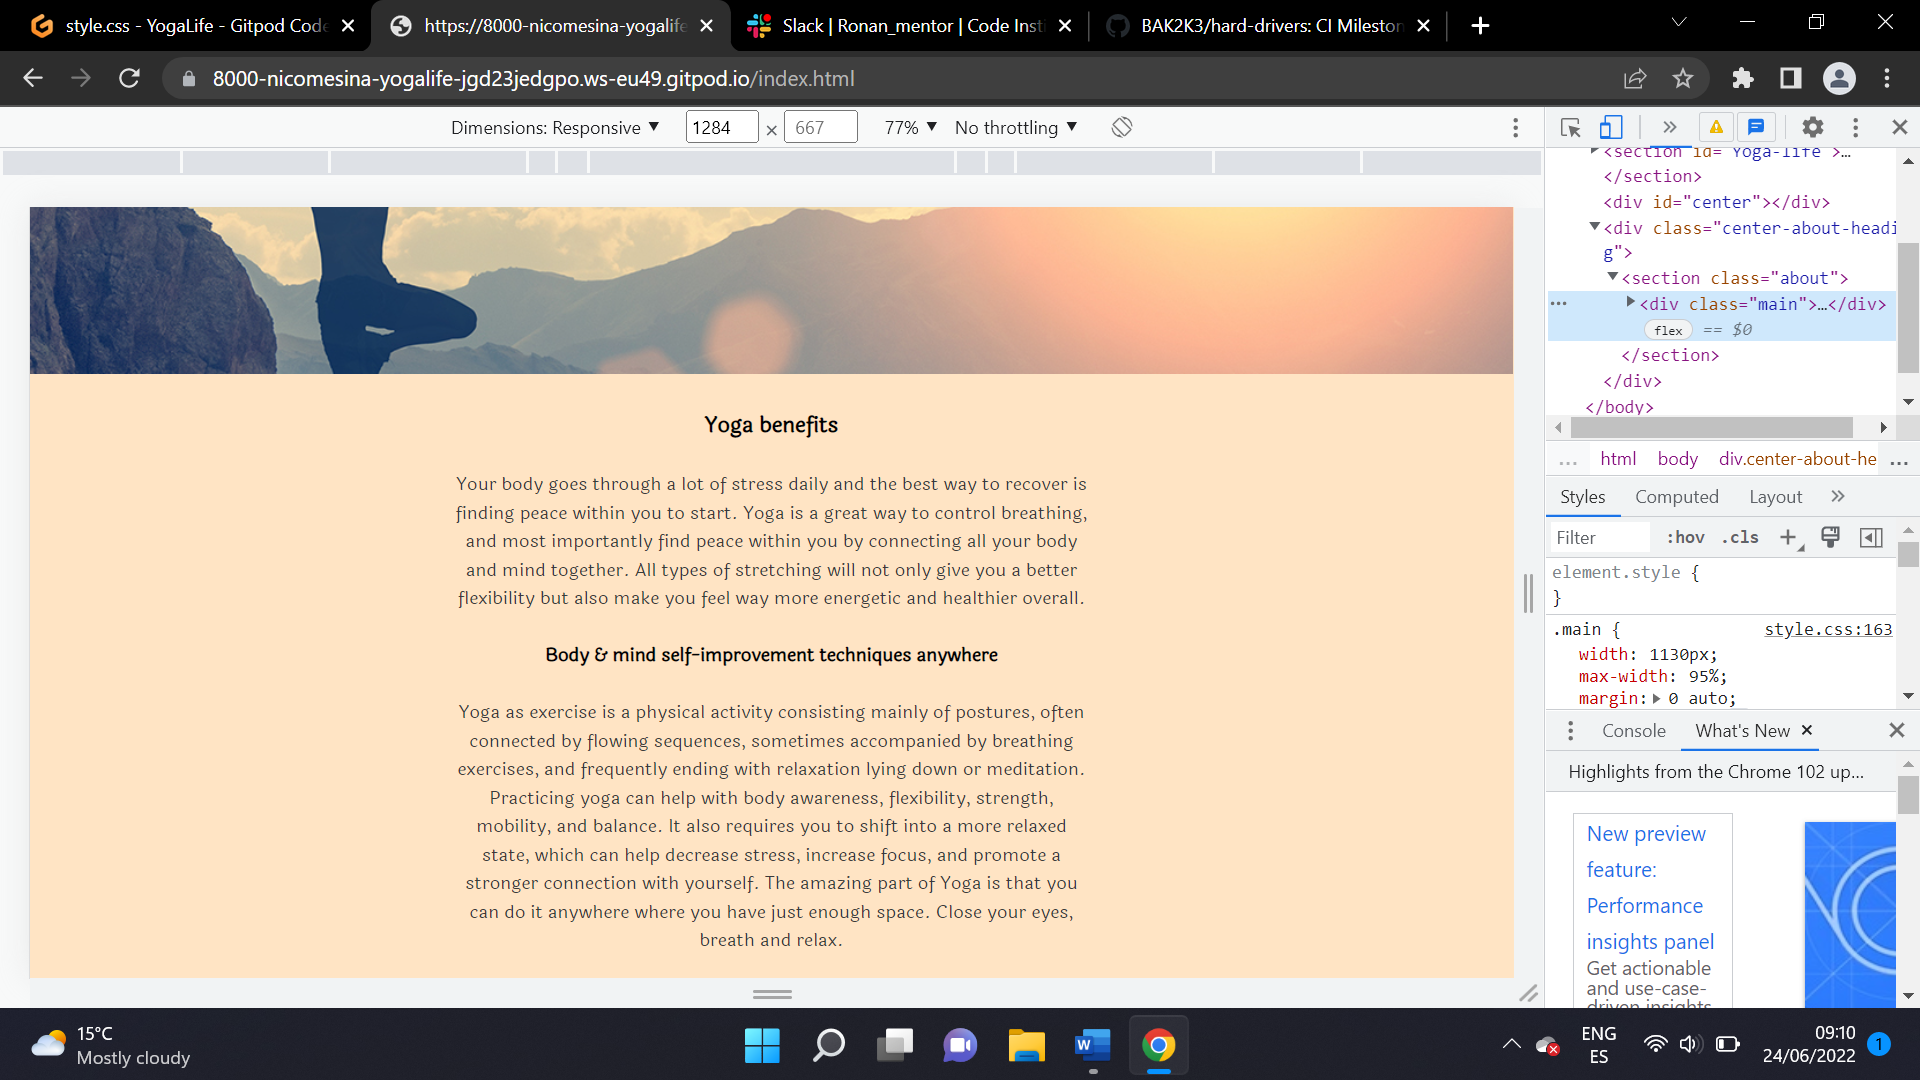 style.css - YogaLife - Gitpod Code
https://8000-nicomesina-yogalife
Slack | Ronan_mentor | Code Insti
BAK2K3/hard-drivers: CI Mileston
8000-nicomesina-yogalife-jgd23jedgpo.ws-eu49.gitpod.io/index.html
Dimensions: Responsive ▼ 1284 × 667 77% ▼ No throttling ▼
<section id="Yoga-life">…
</section>
<div id="center"></div>
<div class="center-about-headi
g">
<section class="about">
<div class="main">…</div>
flex == $0
</section>
</div>
</body>
... html body div.center-about-he ...
Styles Computed Layout »
Filter :hov .cls +
element.style {
}
.main { style.css:163
width: 1130px;
max-width: 95%;
margin: 0 auto;
Console What's New ×
Highlights from the Chrome 102 up...
New preview
feature:
Performance
insights panel
Get actionable
and use-case-
driven insights
Yoga benefits
Your body goes through a lot of stress daily and the best way to recover is
finding peace within you to start. Yoga is a great way to control breathing,
and most importantly find peace within you by connecting all your body
and mind together. All types of stretching will not only give you a better
flexibility but also make you feel way more energetic and healthier overall.
Body & mind self-improvement techniques anywhere
Yoga as exercise is a physical activity consisting mainly of postures, often
connected by flowing sequences, sometimes accompanied by breathing
exercises, and frequently ending with relaxation lying down or meditation.
Practicing yoga can help with body awareness, flexibility, strength,
mobility, and balance. It also requires you to shift into a more relaxed
state, which can help decrease stress, increase focus, and promote a
stronger connection with yourself. The amazing part of Yoga is that you
can do it anywhere where you have just enough space. Close your eyes,
breath and relax.
15°C
Mostly cloudy
W
ENG
ES
09:10
24/06/2022
1